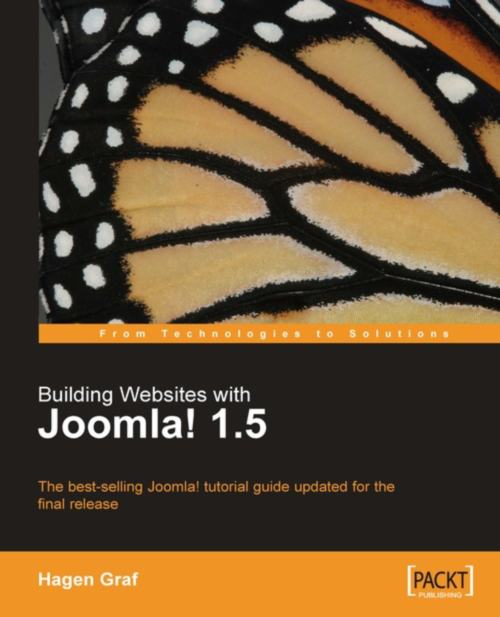 From Technologies to Solutions
Building Websites with
Joomla! 1.5
The best-selling Joomla! tutorial guide updated for the
final release
Hagen Graf
[PACKT]
PUBLISHING